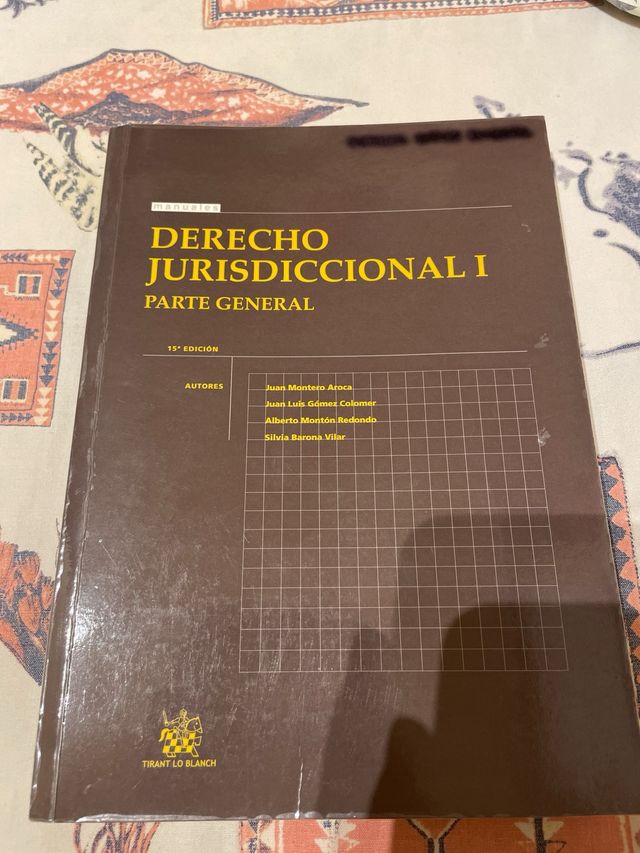 manuales
DERECHO
JURISDICCIONAL I
PARTE GENERAL
15ª EDICIÓN
AUTORES
Juan Montero Aroca
Juan Luis Gómez Colomer
Alberto Montón Redondo
Silvia Barona Vilar
TIRANT LO BLANCH